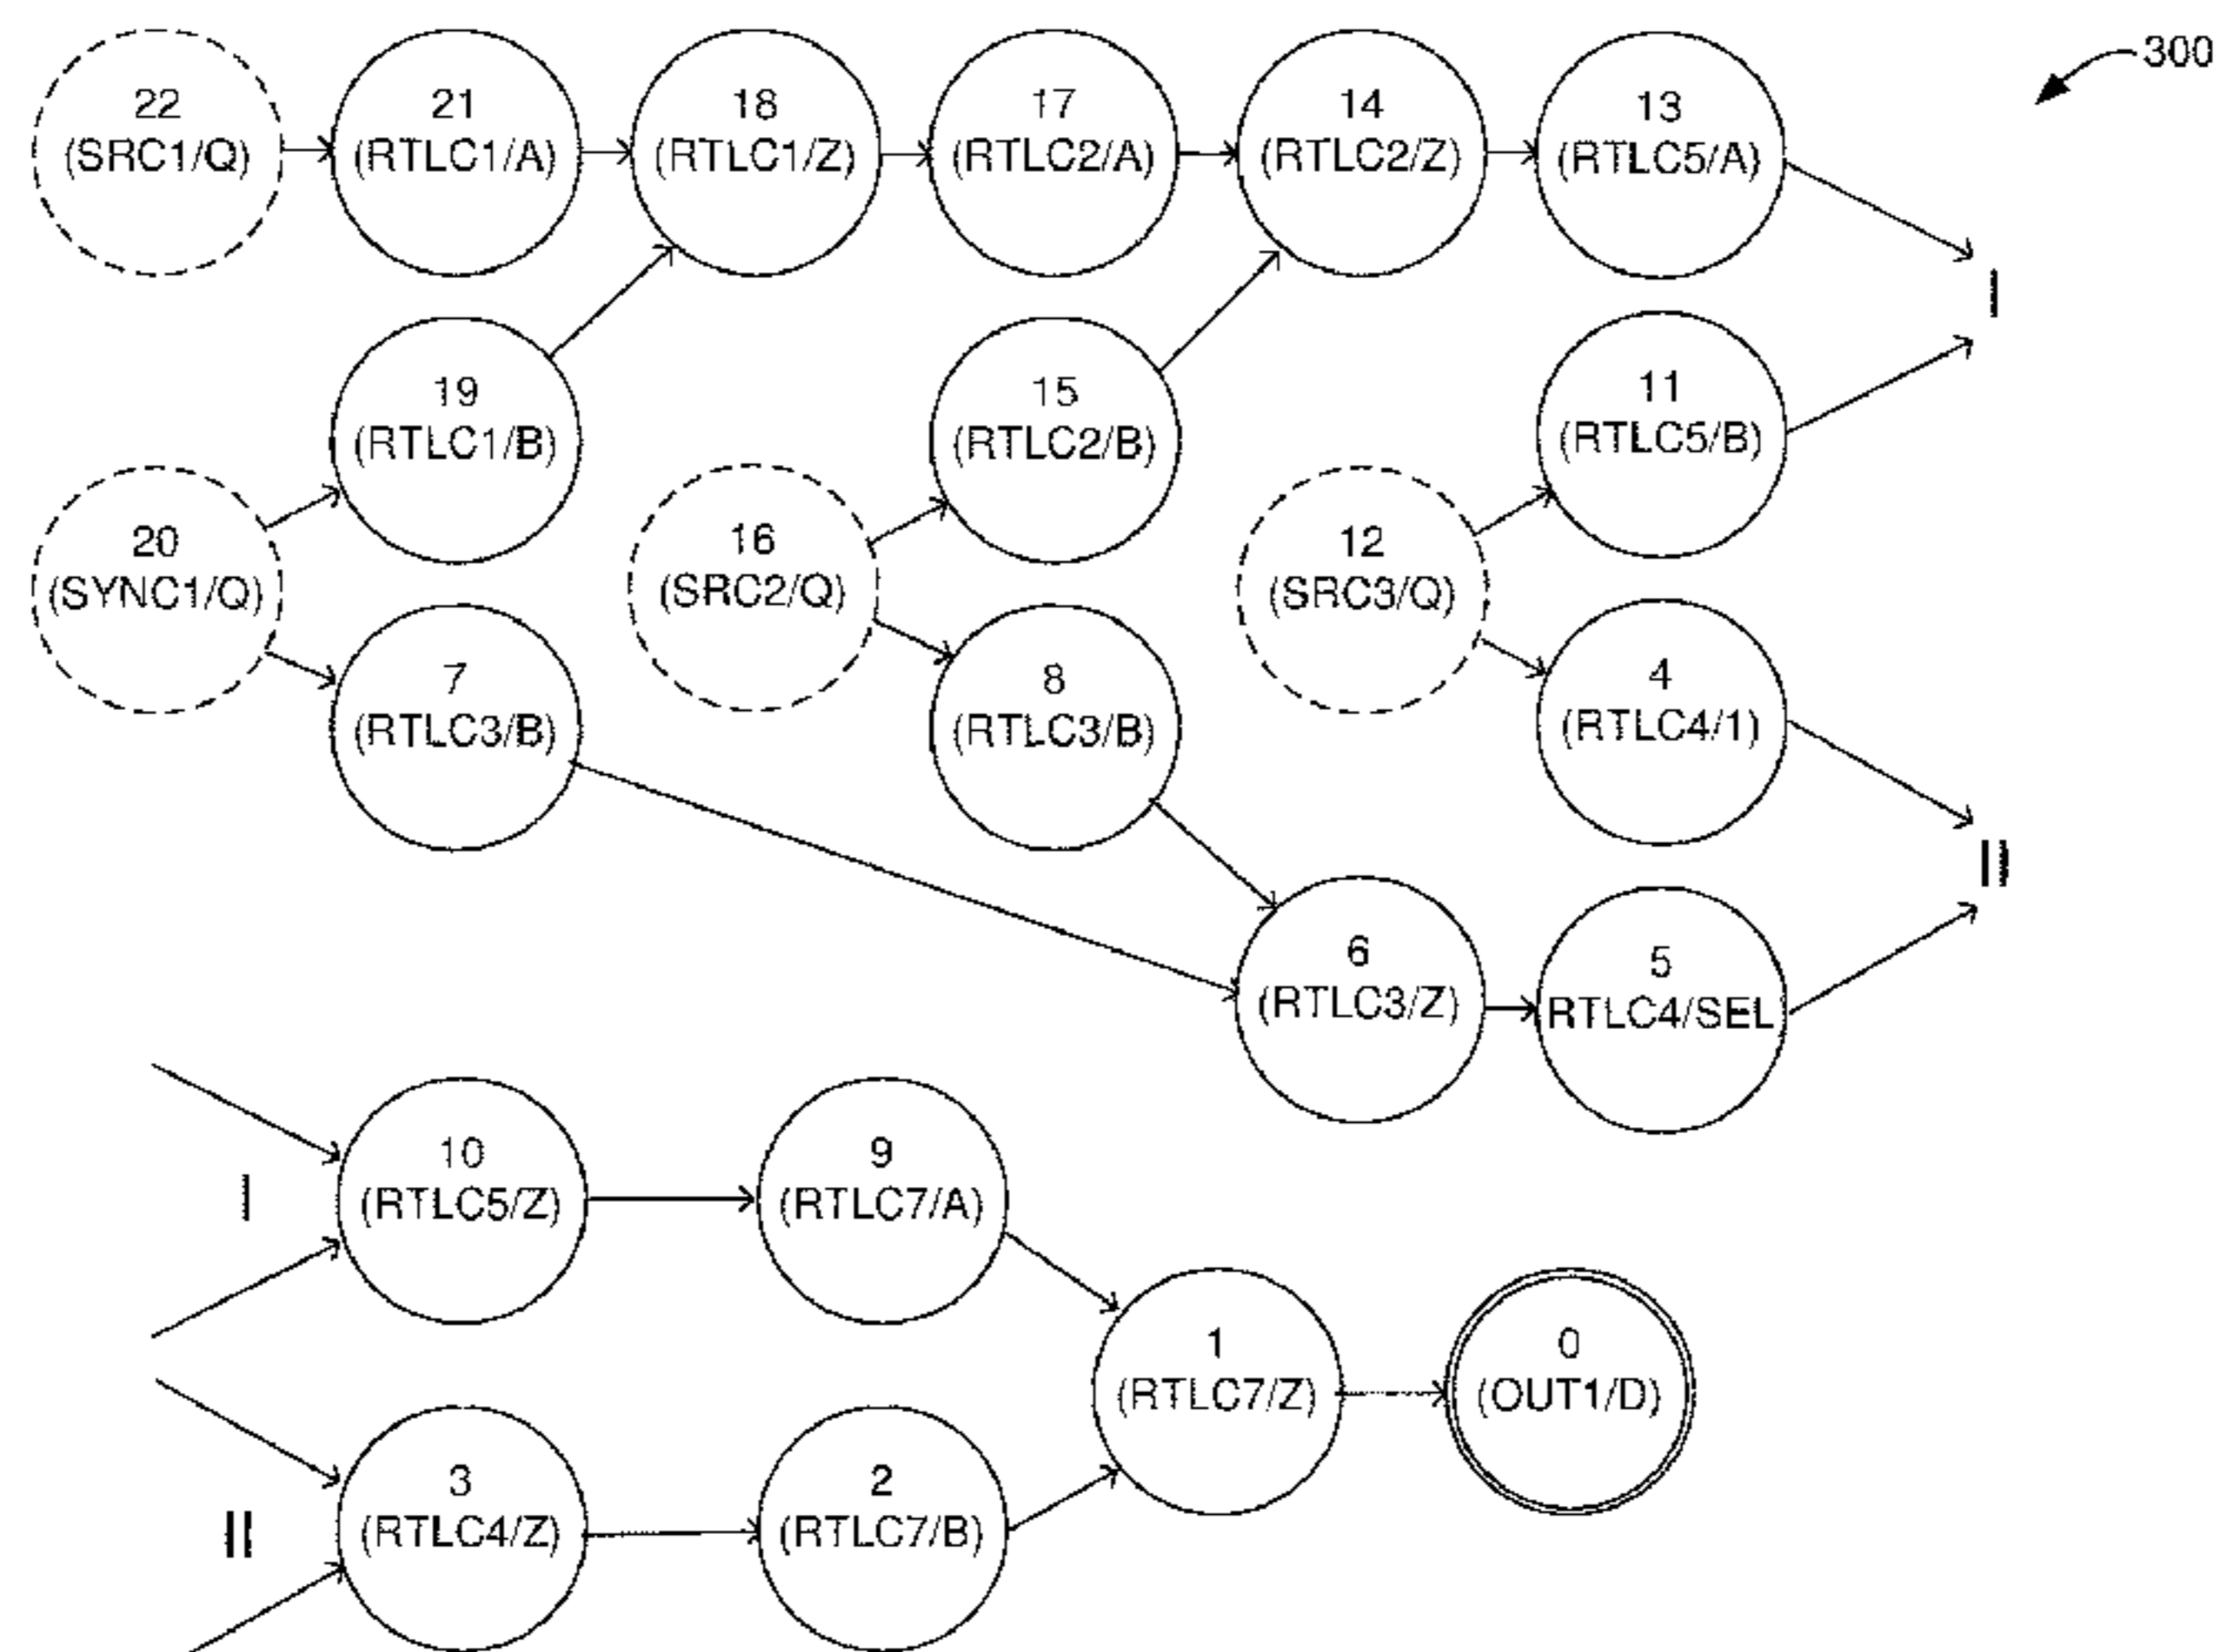 300
22
(SRC1/Q)
21
(RTLC1/A)
18
(RTLC1/Z)
17
(RTLC2/A)
14
(RTLC2/Z)
13
(RTLC5/A)
I
19
(RTLC1/B)
15
(RTLC2/B)
11
(RTLC5/B)
20
(SYNC1/Q)
16
(SRC2/Q)
12
(SRC3/Q)
7
(RTLC3/B)
8
(RTLC3/B)
4
(RTLC4/1)
II
6
(RTLC3/Z)
5
RTLC4/SEL
I
10
(RTLC5/Z)
9
(RTLC7/A)
1
(RTLC7/Z)
0
(OUT1/D)
II
3
(RTLC4/Z)
2
(RTLC7/B)